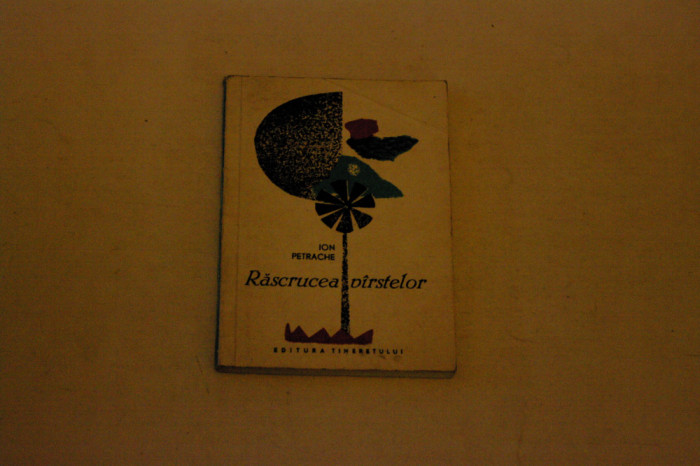 ION
PETRACHE
Răscrucea vîrstelor
EDITURA TINERETULUI